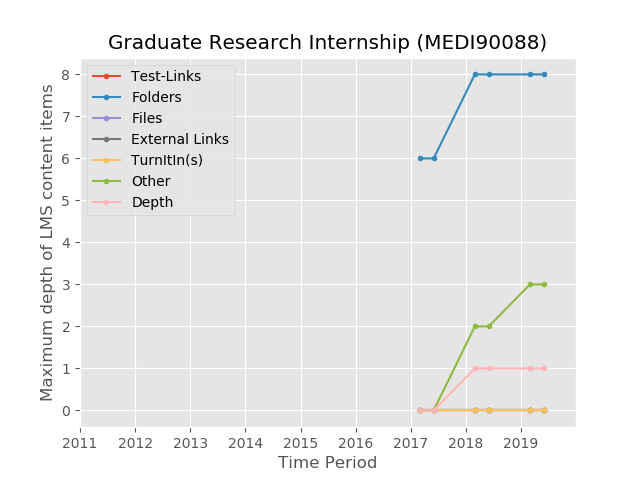 Graduate Research Internship (MEDI90088)
Maximum depth of LMS content items
8
7
6
5
4
3
2
1
0
Test-Links
Folders
Files
External Links
TurnItIn(s)
Other
Depth
2011 2012 2013 2014 2015 2016 2017 2018 2019
Time Period